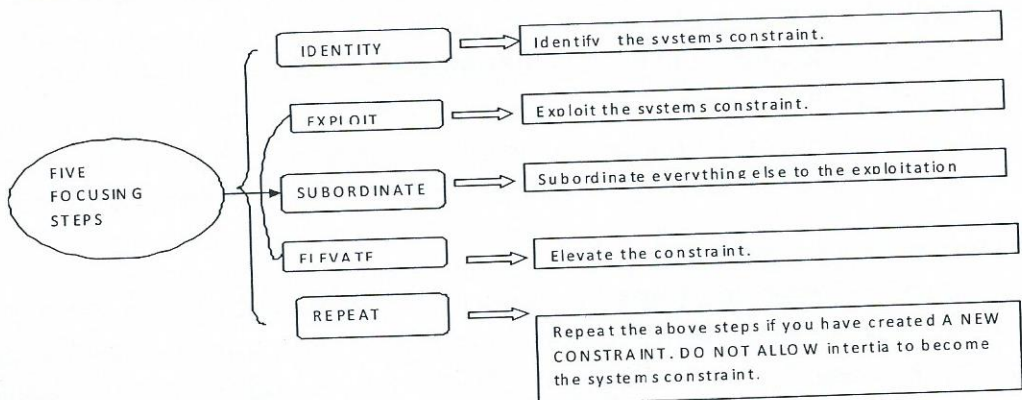 IDENTITY
Identify the systems constraint.
EXPLOIT
Exploit the systems constraint.
FIVE
FOCUSING
STEPS
SUBORDINATE
Subordinate everything else to the exploitation
ELEVATE
Elevate the constraint.
REPEAT
Repeat the above steps if you have created A NEW
CONSTRAINT. DO NOT ALLOW intertia to become
the systems constraint.